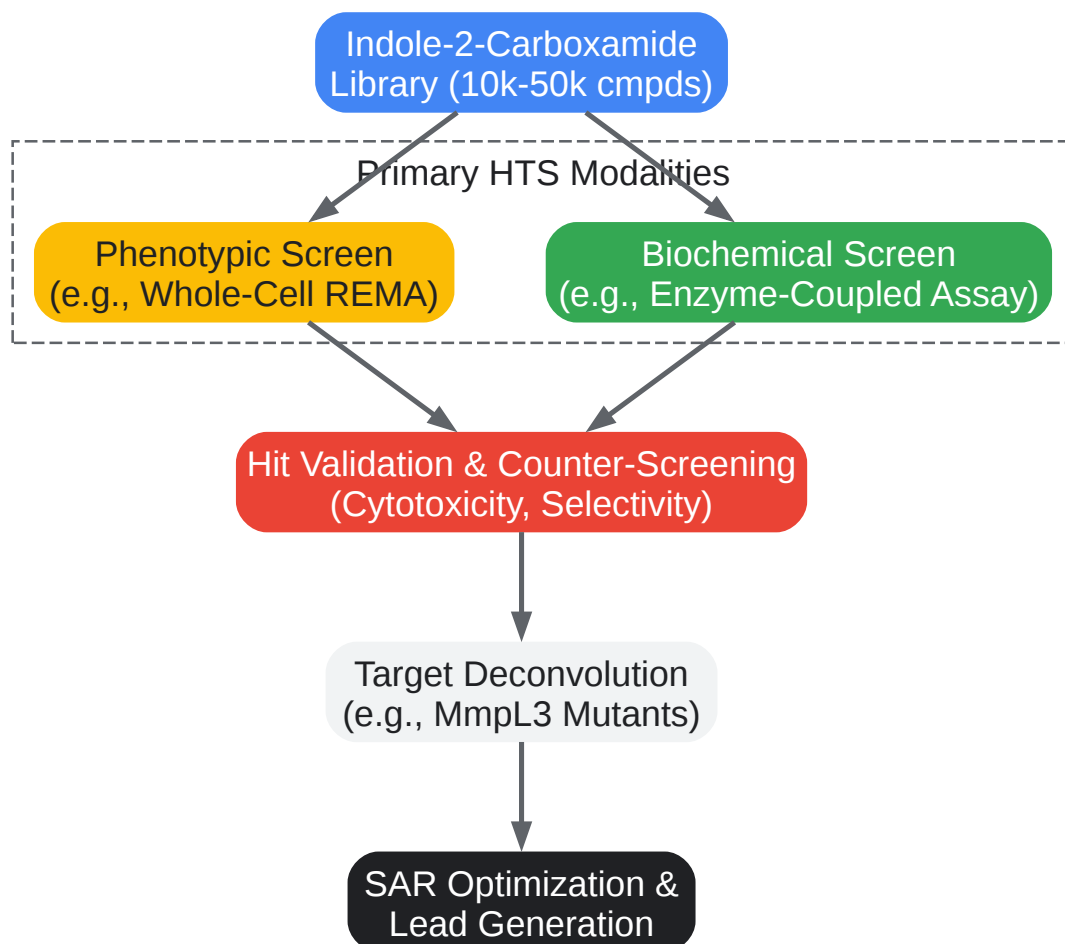 Indole-2-Carboxamide
Library (10k-50k cmpds)
Primary HTS Modalities
Phenotypic Screen
(e.g., Whole-Cell REMA)
Biochemical Screen
(e.g., Enzyme-Coupled Assay)
Hit Validation & Counter-Screening
(Cytotoxicity, Selectivity)
Target Deconvolution
(e.g., MmpL3 Mutants)
SAR Optimization &
Lead Generation